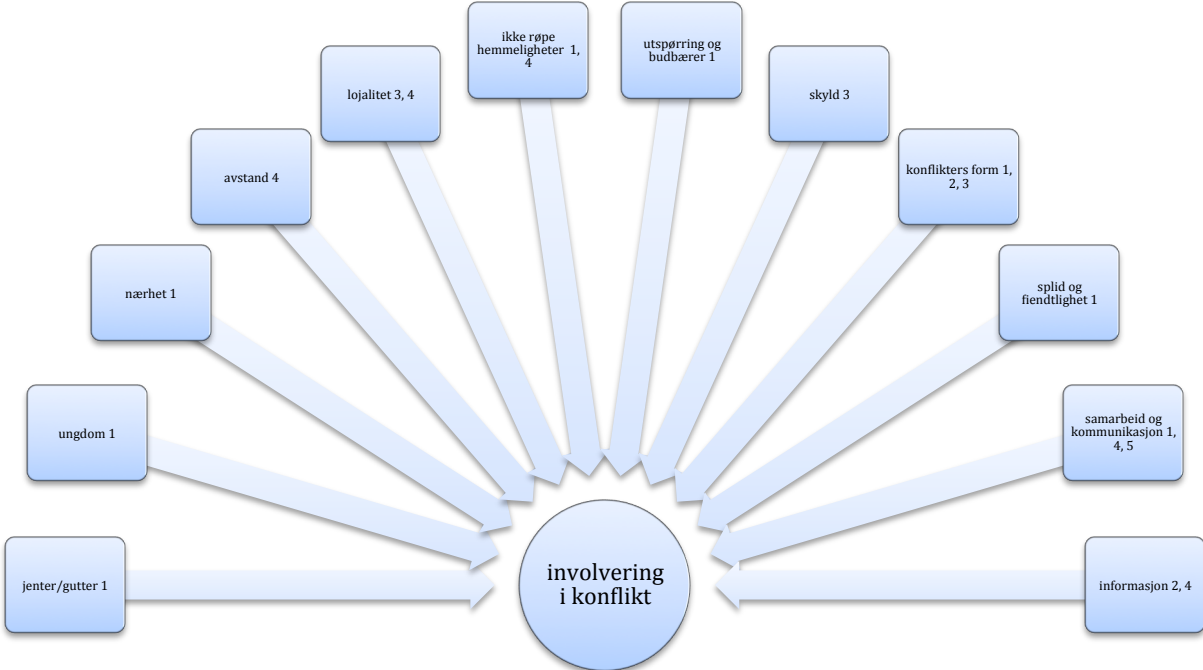 ikke røpe
hemmeligheter 1,
4
utspørring og
budbærer 1
lojalitet 3, 4
skyld 3
avstand 4
konflikters form 1,
2, 3
nærhet 1
splid og
fiendtlighet 1
ungdom 1
samarbeid og
kommunikasjon 1,
4, 5
jenter/gutter 1
involvering
i konflikt
informasjon 2, 4